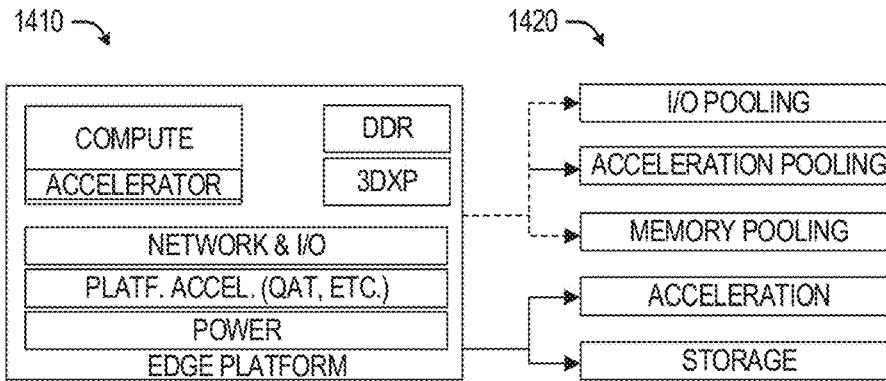 1410
1420
COMPUTE
ACCELERATOR
DDR
3DXP
NETWORK & I/O
PLATF. ACCEL. (QAT, ETC.)
POWER
EDGE PLATFORM
I/O POOLING
ACCELERATION POOLING
MEMORY POOLING
ACCELERATION
STORAGE